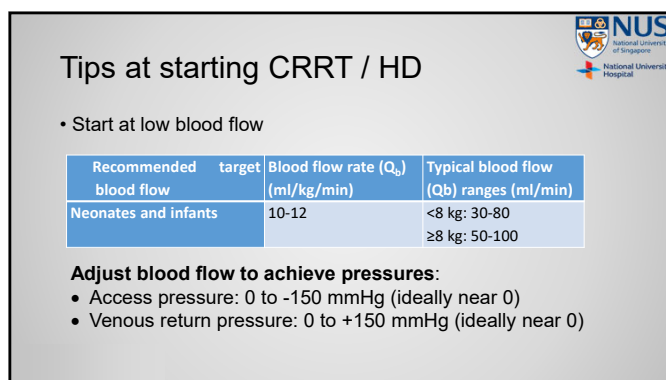 NUS
National University
of Singapore
National University
Hospital
Tips at starting CRRT / HD
• Start at low blood flow
Recommended target blood flow
Blood flow rate (Qb) (ml/kg/min)
Typical blood flow (Qb) ranges (ml/min)
Neonates and infants
10-12
<8 kg: 30-80
≥8 kg: 50-100
Adjust blood flow to achieve pressures:
• Access pressure: 0 to -150 mmHg (ideally near 0)
• Venous return pressure: 0 to +150 mmHg (ideally near 0)